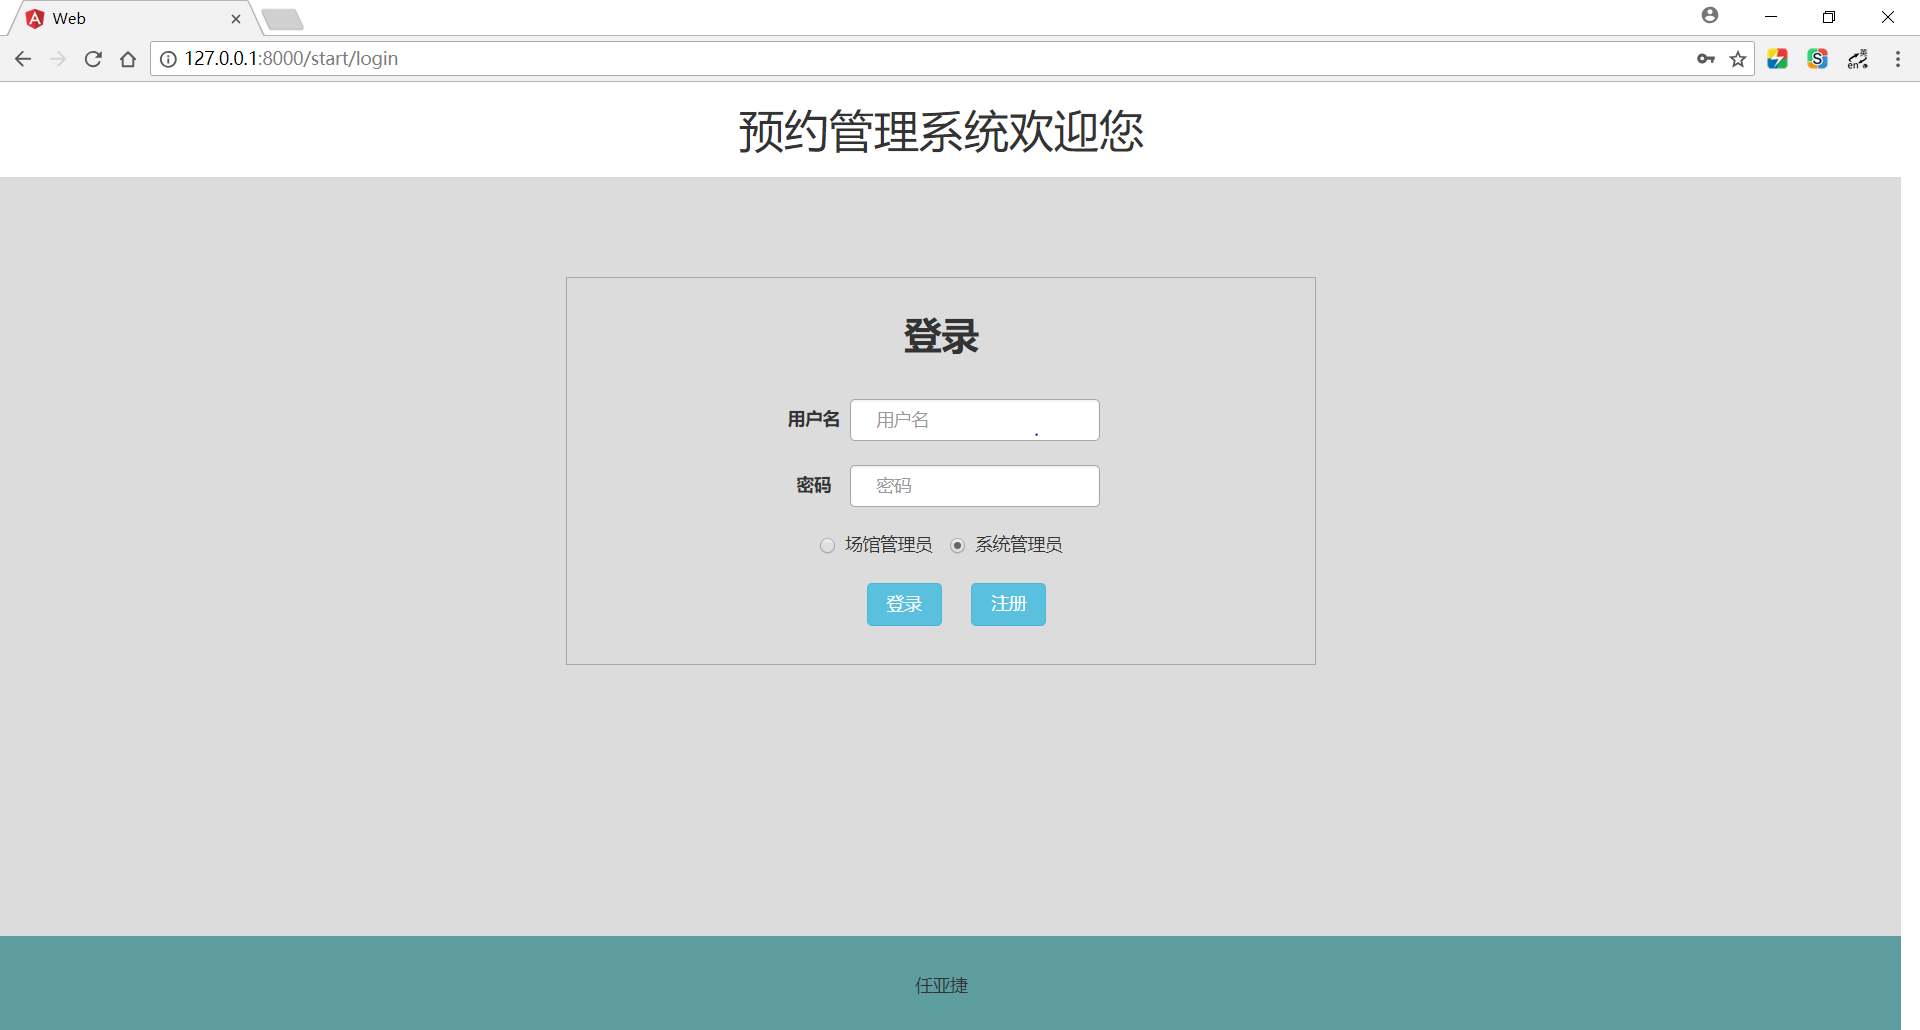 Web
127.0.0.1:8000/start/login
预约管理系统欢迎您
登录
用户名 用户名
密码 密码
场馆管理员 系统管理员
登录 注册
任亚捷